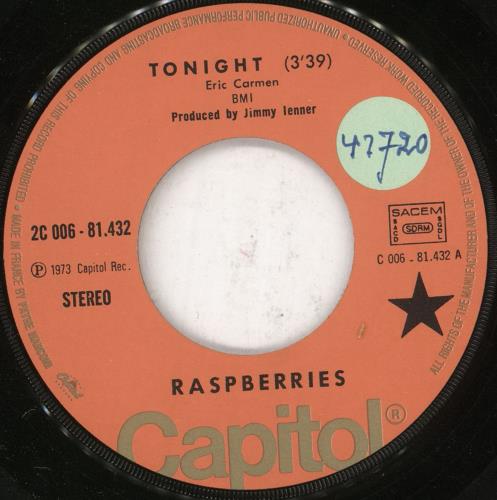 TONIGHT (3'39)
Eric Carmen
BMI
Produced by Jimmy Ienner
47720
2C 006 - 81.432
SACEM
SACD SDRM SGDL
C 006 - 81.432 A
Ⓟ 1973 Capitol Rec.
STEREO
RASPBERRIES
Capitol®
ALL RIGHTS OF THE MANUFACTURER AND OF THE OWNER OF THE RECORDED WORK RESERVED • UNAUTHORIZED PUBLIC PERFORMANCE BROADCASTING AND COPYING OF THIS RECORD PROHIBITED • MADE IN FRANCE BY PATHE MARCONI